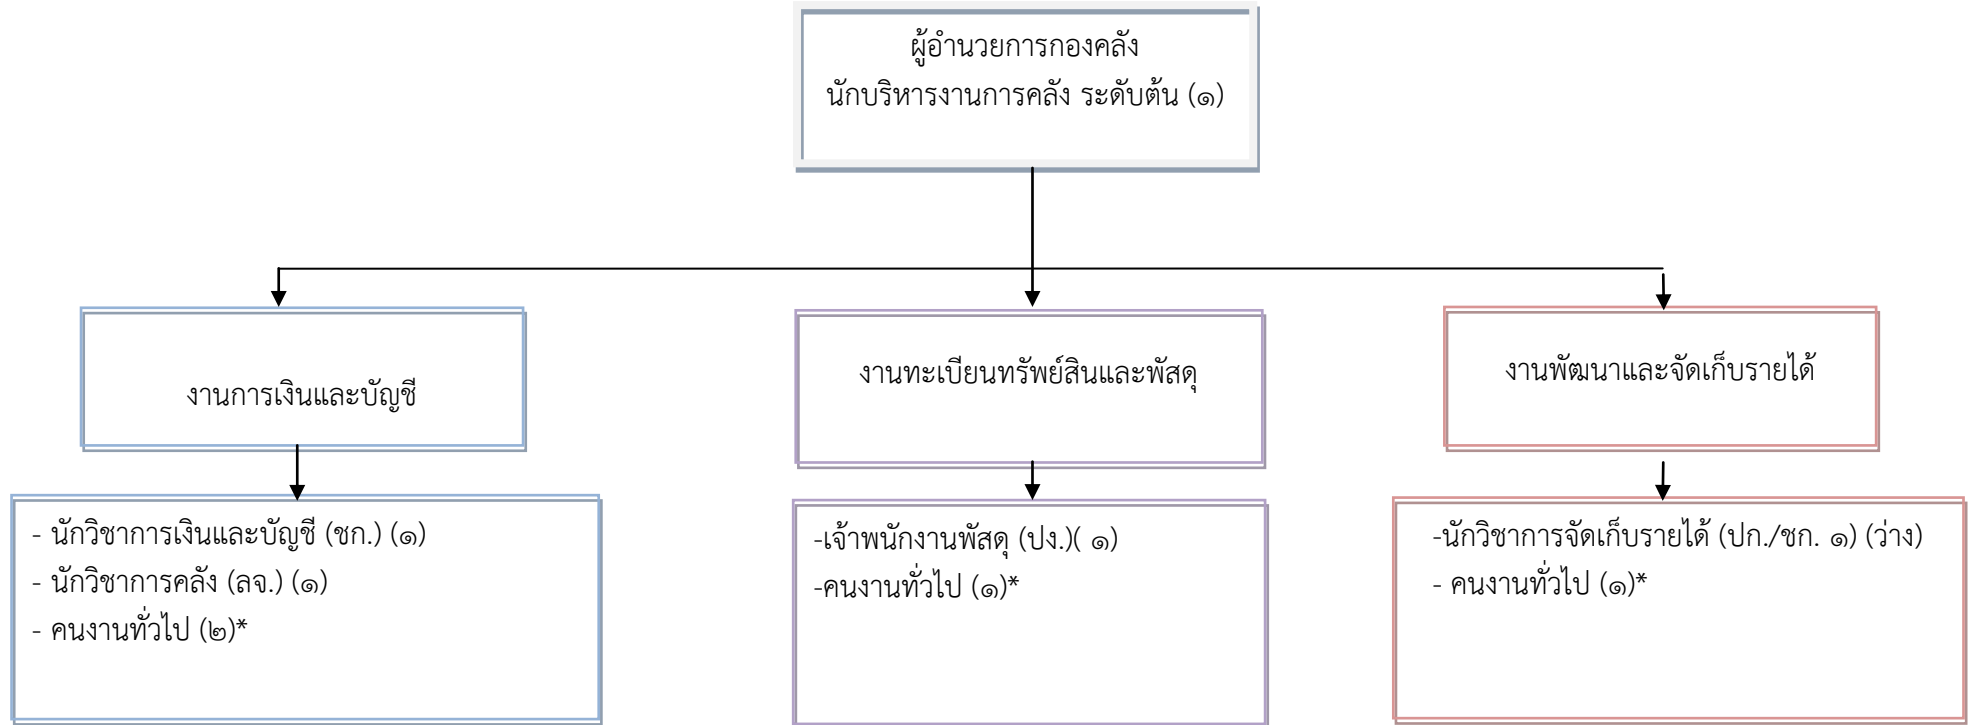 ผู้อำนวยการกองคลัง
นักบริหารงานการคลัง ระดับต้น (๑)
งานการเงินและบัญชี
งานทะเบียนทรัพย์สินและพัสดุ
งานพัฒนาและจัดเก็บรายได้
- นักวิชาการเงินและบัญชี (ชก.) (๑)
- นักวิชาการคลัง (ลจ.) (๑)
- คนงานทั่วไป (๒)*
-เจ้าพนักงานพัสดุ (ปง.)( ๑)
-คนงานทั่วไป (๑)*
-นักวิชาการจัดเก็บรายได้ (ปก./ชก. ๑) (ว่าง)
- คนงานทั่วไป (๑)*